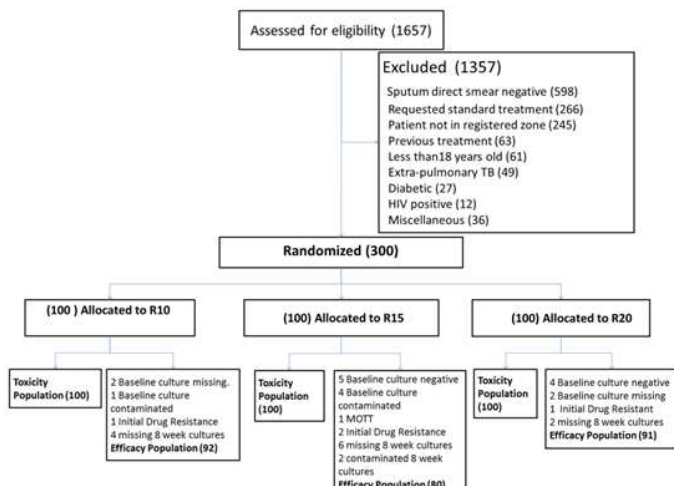 Assessed for eligibility (1657)
Excluded (1357)
Sputum direct smear negative (598)
Requested standard treatment (266)
Patient not in registered zone (245)
Previous treatment (63)
Less than18 years old (61)
Extra-pulmonary TB (49)
Diabetic (27)
HIV positive (12)
Miscellaneous (36)
Randomized (300)
(100 ) Allocated to R10
(100) Allocated to R15
(100) Allocated to R20
Toxicity
Population (100)
2 Baseline culture missing.
1 Baseline culture
contaminated
1 Initial Drug Resistance
4 missing 8 week cultures
Efficacy Population (92)
Toxicity
Population
(100)
5 Baseline culture negative
4 Baseline culture
contaminated
1 MOTT
2 Initial Drug Resistance
6 missing 8 week cultures
2 contaminated 8 week
cultures
Efficacy Population (80)
Toxicity
Population
(100)
4 Baseline culture negative
2 Baseline culture missing
1 Initial Drug Resistant
2 missing 8 week cultures
Efficacy Population (91)